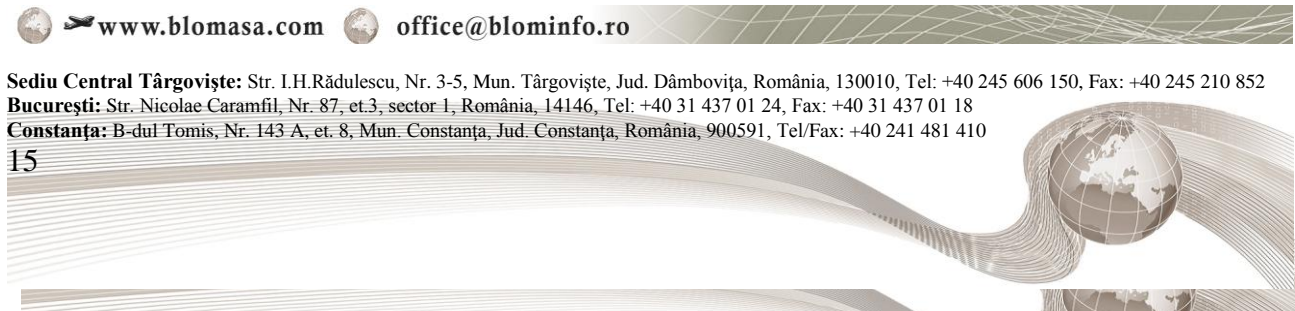 www.blomasa.com office@blominfo.ro
Sediu Central Târgovişte: Str. I.H.Rădulescu, Nr. 3-5, Mun. Târgovişte, Jud. Dâmboviţa, România, 130010, Tel: +40 245 606 150, Fax: +40 245 210 852
Bucureşti: Str. Nicolae Caramfil, Nr. 87, et.3, sector 1, România, 14146, Tel: +40 31 437 01 24, Fax: +40 31 437 01 18
Constanţa: B-dul Tomis, Nr. 143 A, et. 8, Mun. Constanţa, Jud. Constanţa, România, 900591, Tel/Fax: +40 241 481 410
15